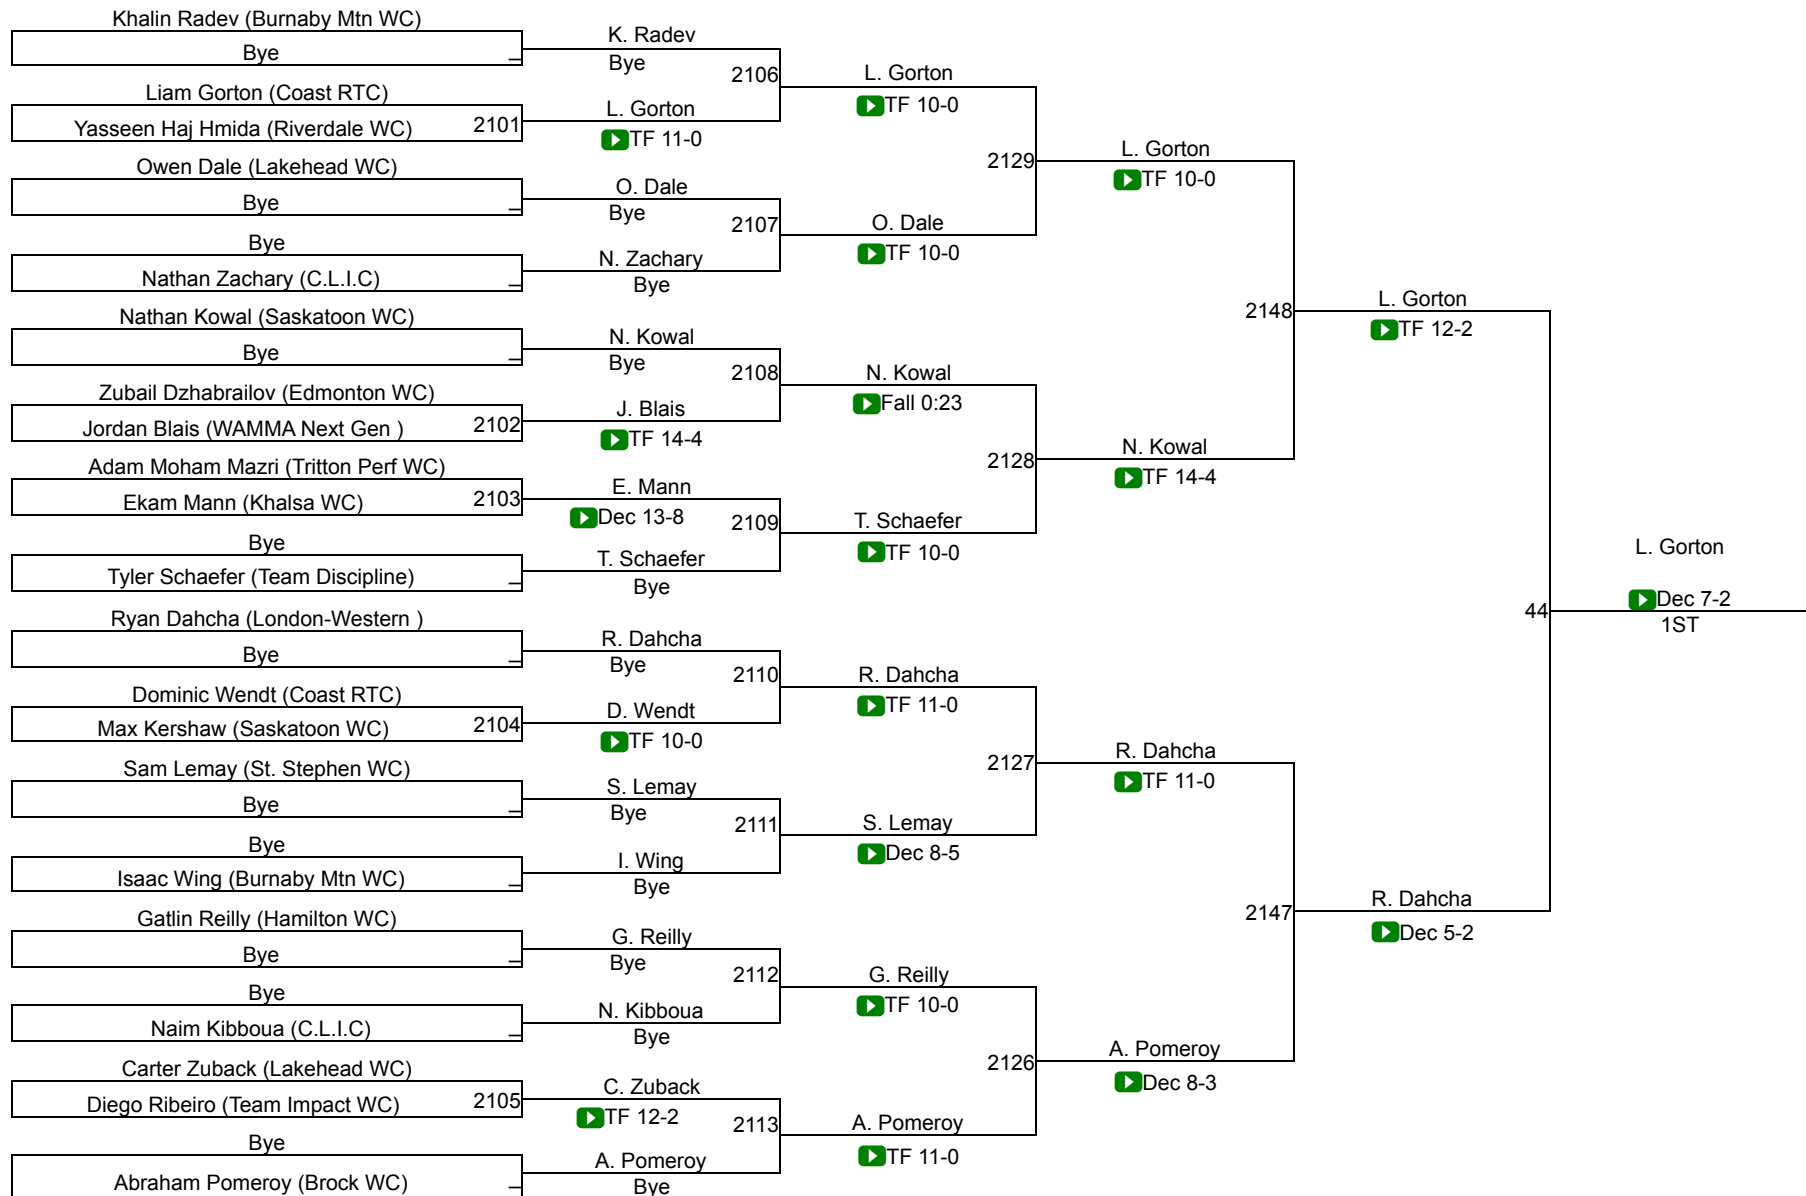 Khalin Radev (Burnaby Mtn WC)
Bye
Liam Gorton (Coast RTC)
Yasseen Haj Hmida (Riverdale WC) 2101
Owen Dale (Lakehead WC)
Bye
Bye
Nathan Zachary (C.L.I.C)
Nathan Kowal (Saskatoon WC)
Bye
Zubail Dzhabrailov (Edmonton WC)
Jordan Blais (WAMMA Next Gen ) 2102
Adam Moham Mazri (Tritton Perf WC)
Ekam Mann (Khalsa WC) 2103
Bye
Tyler Schaefer (Team Discipline)
Ryan Dahcha (London-Western )
Bye
Dominic Wendt (Coast RTC)
Max Kershaw (Saskatoon WC) 2104
Sam Lemay (St. Stephen WC)
Bye
Bye
Isaac Wing (Burnaby Mtn WC)
Gatlin Reilly (Hamilton WC)
Bye
Bye
Naim Kibboua (C.L.I.C)
Carter Zuback (Lakehead WC)
Diego Ribeiro (Team Impact WC) 2105
Bye
Abraham Pomeroy (Brock WC)
K. Radev
Bye
2106
L. Gorton
TF 11-0
O. Dale
Bye
2107
N. Zachary
Bye
N. Kowal
Bye
2108
J. Blais
TF 14-4
E. Mann
Dec 13-8
2109
T. Schaefer
Bye
R. Dahcha
Bye
2110
D. Wendt
TF 10-0
S. Lemay
Bye
2111
I. Wing
Bye
G. Reilly
Bye
2112
N. Kibboua
Bye
C. Zuback
TF 12-2
2113
A. Pomeroy
Bye
L. Gorton
TF 10-0
2129
O. Dale
TF 10-0
N. Kowal
Fall 0:23
2128
T. Schaefer
TF 10-0
R. Dahcha
TF 11-0
2127
S. Lemay
Dec 8-5
G. Reilly
TF 10-0
2126
A. Pomeroy
TF 11-0
L. Gorton
TF 10-0
2148
N. Kowal
TF 14-4
R. Dahcha
TF 11-0
2147
A. Pomeroy
Dec 8-3
L. Gorton
TF 12-2
44
R. Dahcha
Dec 5-2
L. Gorton
Dec 7-2
1ST